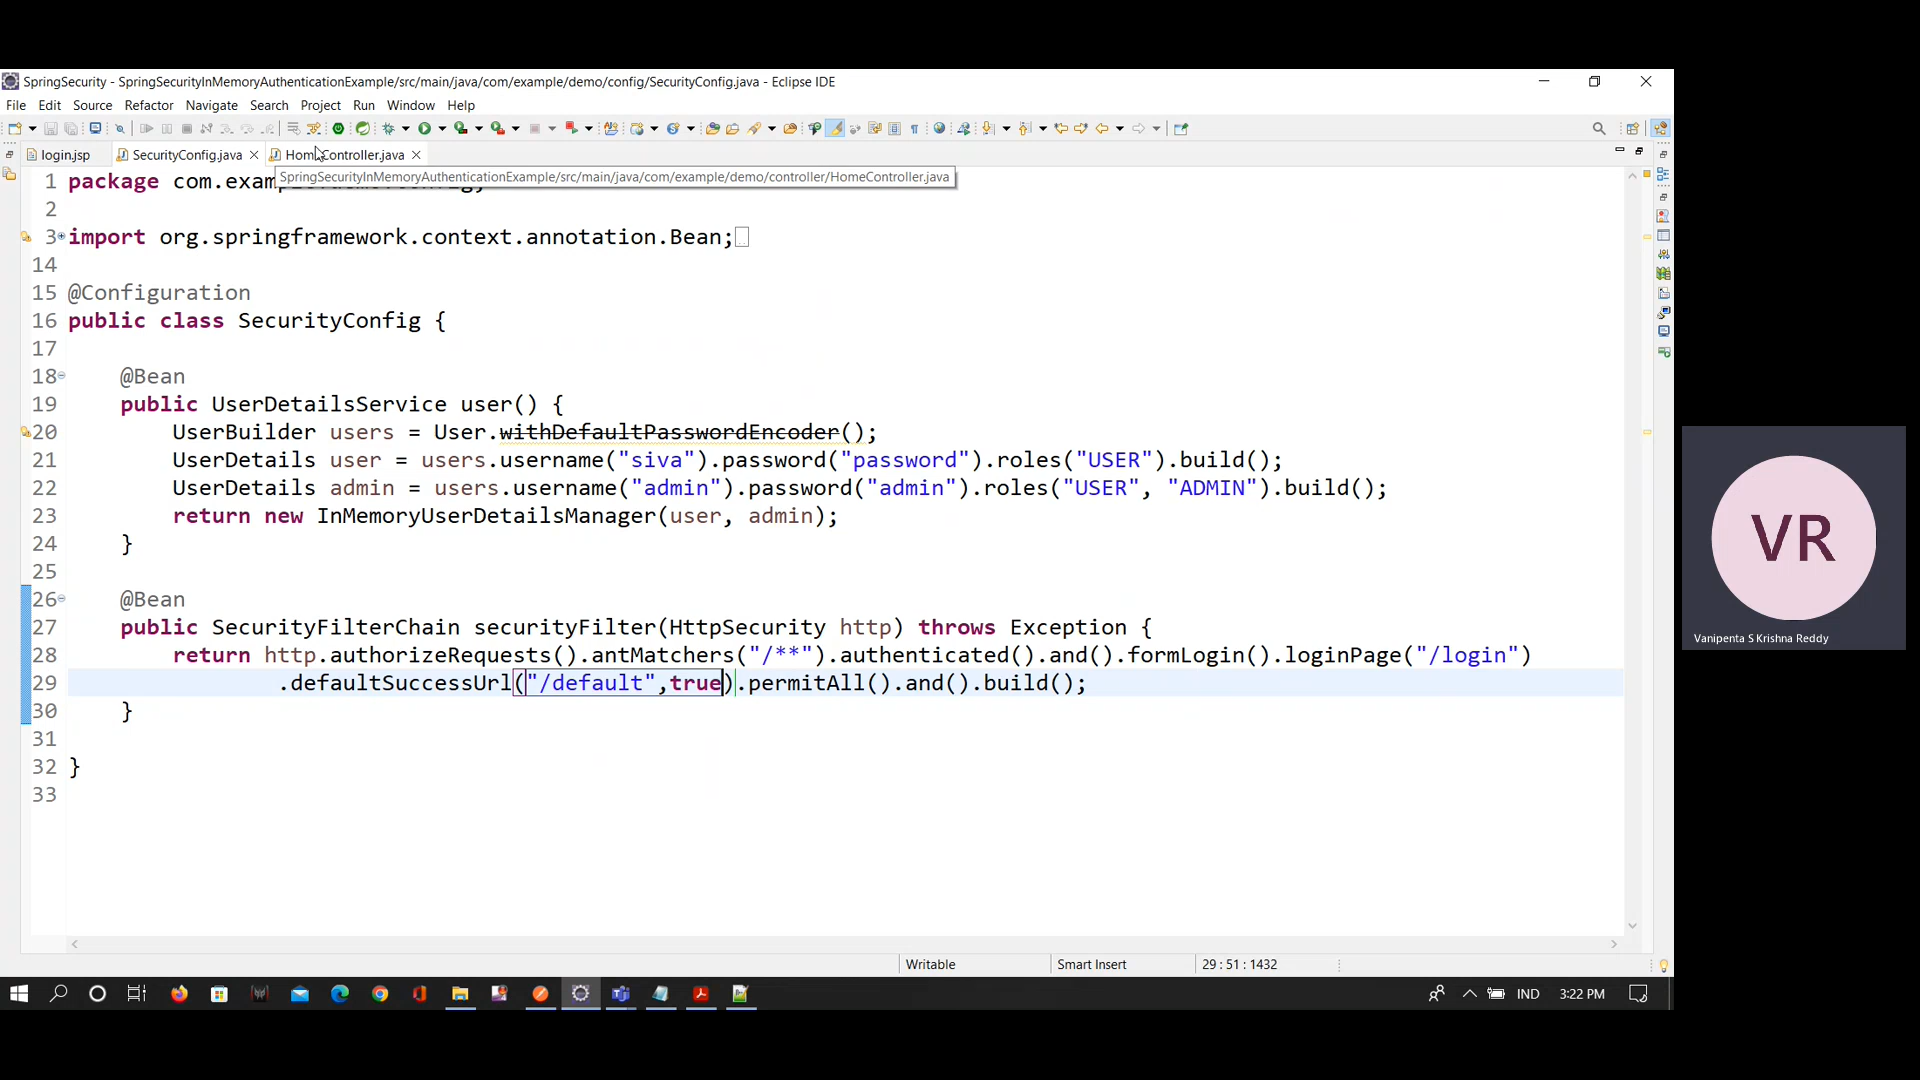 SpringSecurity - SpringSecurityInMemoryAuthenticationExample/src/main/java/com/example/demo/config/SecurityConfig.java - Eclipse IDE
File Edit Source Refactor Navigate Search Project Run Window Help
login.jsp SecurityConfig.java HomeController.java
SpringSecurityInMemoryAuthenticationExample/src/main/java/com/example/demo/controller/HomeController.java
1 package com.exam
2
3 import org.springframework.context.annotation.Bean;
14
15 @Configuration
16 public class SecurityConfig {
17
18 @Bean
19 public UserDetailsService user() {
20 UserBuilder users = User.withDefaultPasswordEncoder();
21 UserDetails user = users.username("siva").password("password").roles("USER").build();
22 UserDetails admin = users.username("admin").password("admin").roles("USER", "ADMIN").build();
23 return new InMemoryUserDetailsManager(user, admin);
24 }
25
26 @Bean
27 public SecurityFilterChain securityFilter(HttpSecurity http) throws Exception {
28 return http.authorizeRequests().antMatchers("/**").authenticated().and().formLogin().loginPage("/login")
29 .defaultSuccessUrl("/default",true).permitAll().and().build();
30 }
31
32 }
33
VR
Vanipenta S Krishna Reddy
Writable Smart Insert 29 : 51 : 1432
IND 3:22 PM